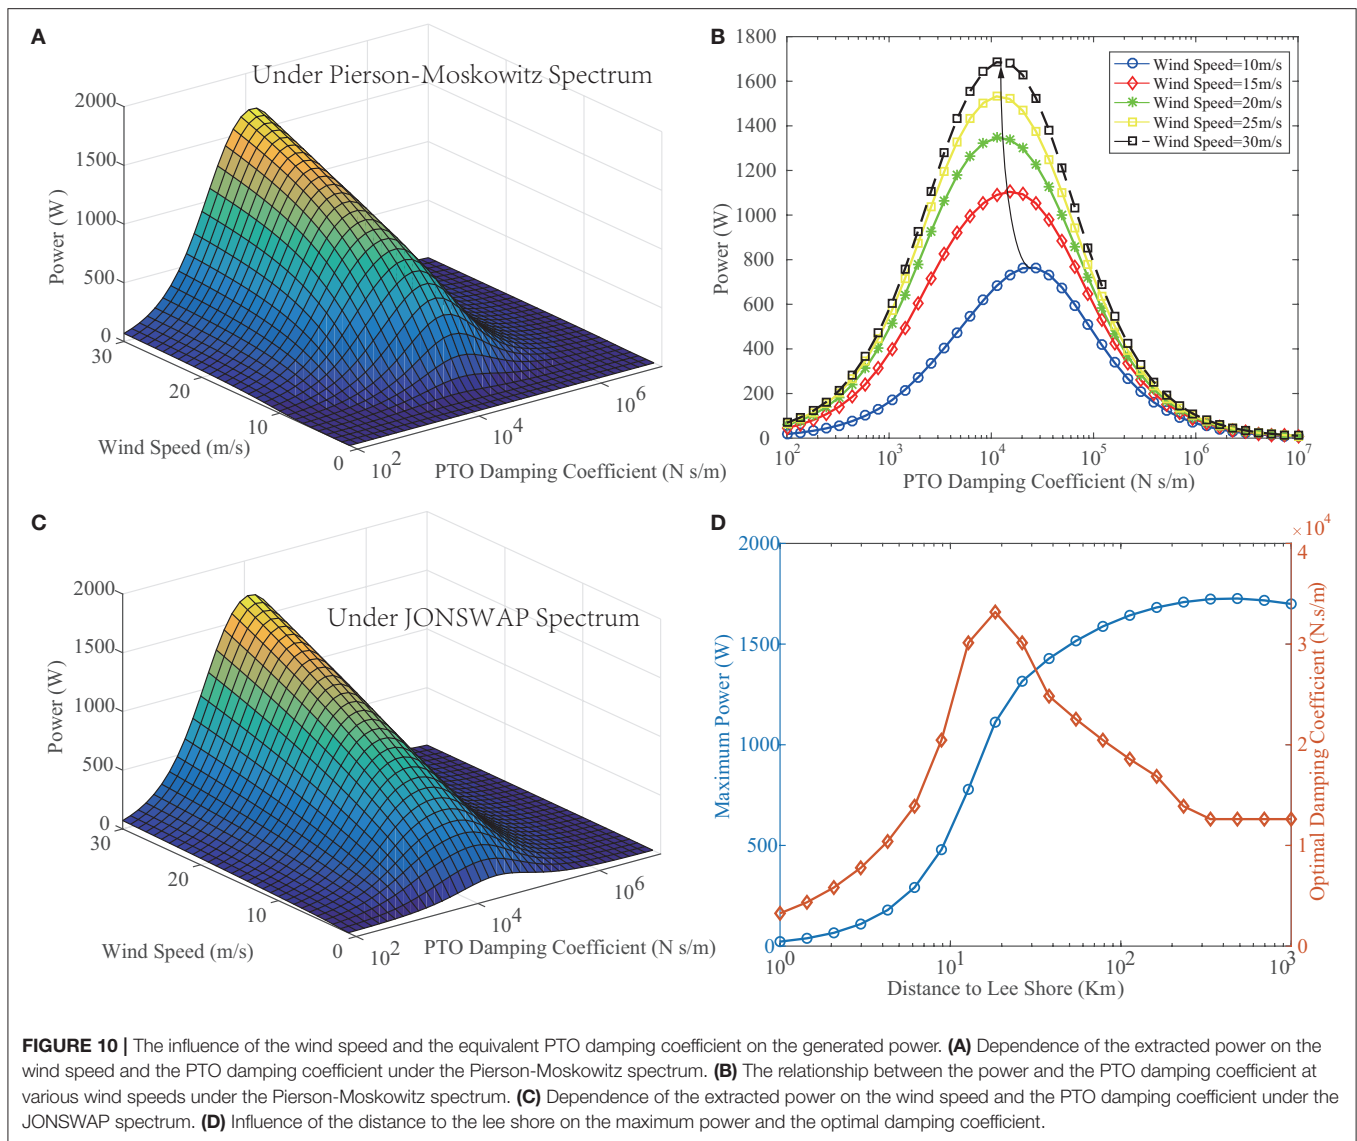 A
Under Pierson-Moskowitz Spectrum
2000
1500
1000
500
0
30
20
10
0
10^2
10^4
10^6
Power (W)
Wind Speed (m/s)
PTO Damping Coefficient (N s/m)
B
1800
1600
1400
1200
1000
800
600
400
200
0
10^2
10^3
10^4
10^5
10^6
10^7
Power (W)
PTO Damping Coefficient (N s/m)
Wind Speed=10m/s
Wind Speed=15m/s
Wind Speed=20m/s
Wind Speed=25m/s
Wind Speed=30m/s
C
Under JONSWAP Spectrum
2000
1500
1000
500
0
30
20
10
0
10^2
10^4
10^6
Power (W)
Wind Speed (m/s)
PTO Damping Coefficient (N s/m)
D
2000
1500
1000
500
0
Maximum Power (W)
×10^4
4
3
2
1
0
Optimal Damping Coefficient (N.s/m)
10^0
10^1
10^2
10^3
Distance to Lee Shore (Km)
FIGURE 10 | The influence of the wind speed and the equivalent PTO damping coefficient on the generated power. (A) Dependence of the extracted power on the
wind speed and the PTO damping coefficient under the Pierson-Moskowitz spectrum. (B) The relationship between the power and the PTO damping coefficient at
various wind speeds under the Pierson-Moskowitz spectrum. (C) Dependence of the extracted power on the wind speed and the PTO damping coefficient under the
JONSWAP spectrum. (D) Influence of the distance to the lee shore on the maximum power and the optimal damping coefficient.